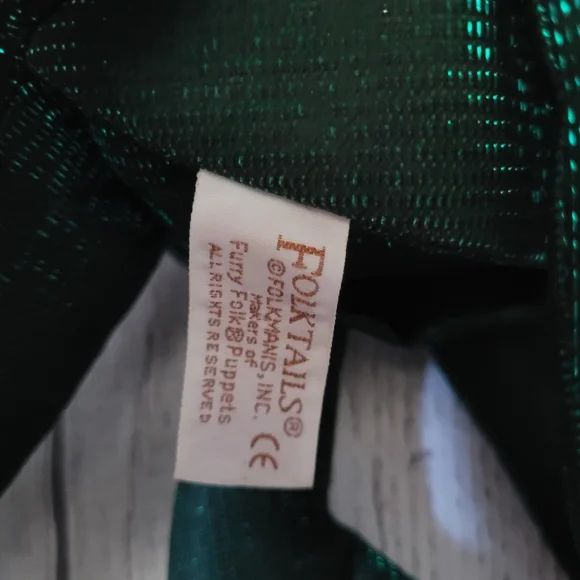 FOLKTAILS®
©FOLKMANIS, INC.
Makers of
Furry Folk® Puppets
ALL RIGHTS RESERVED
CE